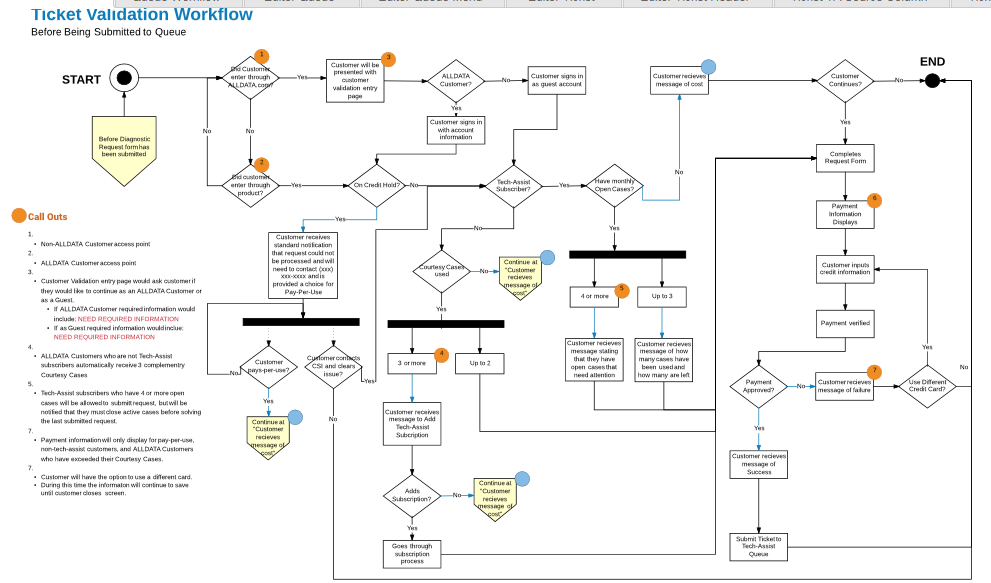 Ticket Validation Workflow
Before Being Submitted to Queue
START
Before Diagnostic
Request form has
been submitted
1
Did Customer
enter through
ALLDATA.com?
Yes
No
No
2
Did customer
enter through
product?
Yes
3
Customer will be
presented with
customer
validation entry
page
ALLDATA
Customer?
No
Yes
Customer signs in
as guest account
Customer signs in
with account
information
On Credit Hold?
No
Yes
Tech-Assist
Subscriber?
Yes
No
Have monthly
Open Cases?
No
Customer recieves
message of cost
Customer
Continues?
No
END
Yes
Completes
Request Form
6
Payment
Information
Displays
Customer inputs
credit information
Payment verified
Payment
Approved?
No
Yes
7
Customer recieves
message of failure
Use Different
Credit Card?
Yes
No
Customer recieves
message of
Success
Submit Ticket to
Tech-Assist
Queue
Customer receives
standard notification
that request could not
be processed and will
need to contact (xxx)
xxx-xxxx and is
provided a choice for
Pay-Per-Use
Customer
pays-per-use?
No
Yes
Continue at
"Customer
recieves
message of
cost"
Customer contacts
CSI and clears
issue?
Yes
No
Courtesy Cases
used
No
Yes
Continue at
"Customer
recieves
message of
cost"
4
3 or more
Up to 2
Customer receives
message to Add
Tech-Assist
Subcription
Adds
Subscription?
No
Yes
Continue at
"Customer
recieves
message of
cost"
Goes through
subscription
process
5
4 or more
Up to 3
Customer recieves
message stating
that they have
open cases that
need attention
Customer recieves
message of how
many cases have
been used and
how many are left
Call Outs
1.
• Non-ALLDATA Customer access point
2.
• ALLDATA Customer access point
3.
• Customer Validation entry page would ask customer if
they would like to continue as an ALLDATA Customer or
as a Guest.
• If ALLDATA Customer required information would
include; NEED REQUIRED INFORMATION
• If as Guest required information would inclue;
NEED REQUIRED INFORMATION
4.
• ALLDATA Customers who are not Tech-Assist
subscribers automatically receive 3 complementry
Courtesy Cases
5.
• Tech-Assist subscribers who have 4 or more open
cases will be allowed to submitt request, but will be
notified that they must close active cases before solving
the last submitted request.
7.
• Payment information will only display for pay-per-use,
non-tech-assist customers, and ALLDATA Customers
who have exceeded their Courtesy Cases.
7.
• Customer will have the option to use a different card.
• During this time the informaiton will continue to save
until customer closes screen.